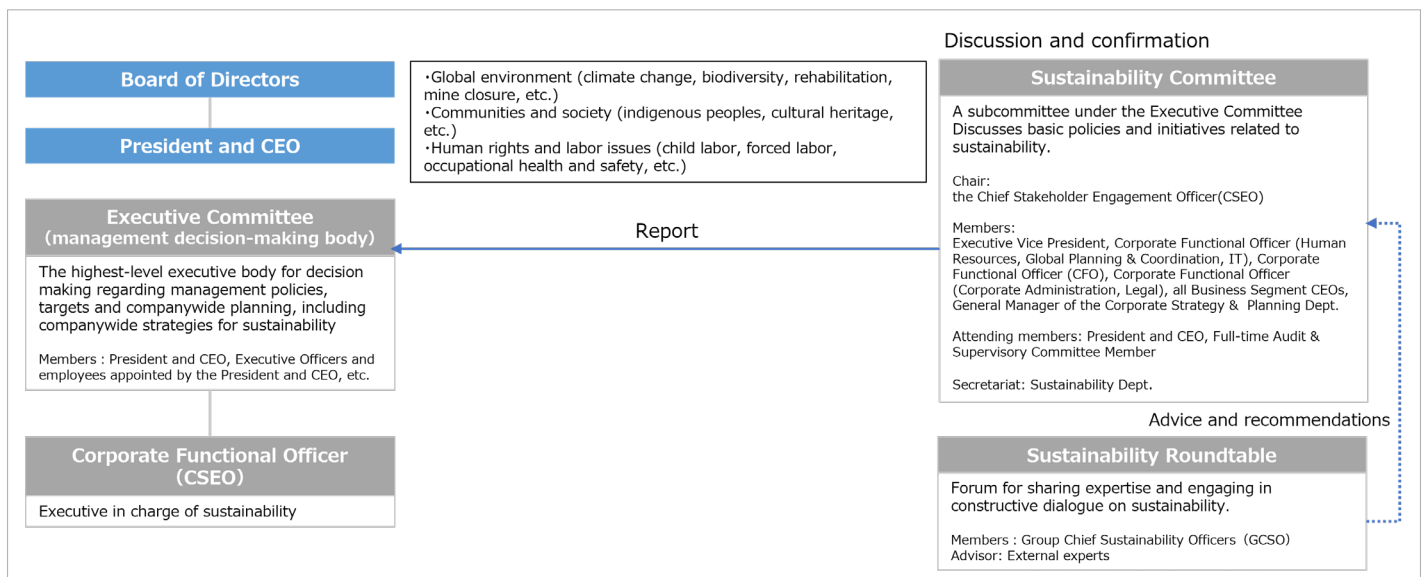 Board of Directors
President and CEO
・Global environment (climate change, biodiversity, rehabilitation,
mine closure, etc.)
・Communities and society (indigenous peoples, cultural heritage,
etc.)
・Human rights and labor issues (child labor, forced labor,
occupational health and safety, etc.)
Executive Committee
(management decision-making body)
The highest-level executive body for decision
making regarding management policies,
targets and companywide planning, including
companywide strategies for sustainability
Members : President and CEO, Executive Officers and
employees appointed by the President and CEO, etc.
Corporate Functional Officer
（CSEO）
Executive in charge of sustainability
Report
Discussion and confirmation
Sustainability Committee
A subcommittee under the Executive Committee
Discusses basic policies and initiatives related to
sustainability.
Chair:
the Chief Stakeholder Engagement Officer(CSEO)
Members:
Executive Vice President, Corporate Functional Officer (Human
Resources, Global Planning & Coordination, IT), Corporate
Functional Officer (CFO), Corporate Functional Officer
(Corporate Administration, Legal), all Business Segment CEOs,
General Manager of the Corporate Strategy & Planning Dept.
Attending members: President and CEO, Full-time Audit &
Supervisory Committee Member
Secretariat: Sustainability Dept.
Advice and recommendations
Sustainability Roundtable
Forum for sharing expertise and engaging in
constructive dialogue on sustainability.
Members : Group Chief Sustainability Officers（GCSO）
Advisor: External experts